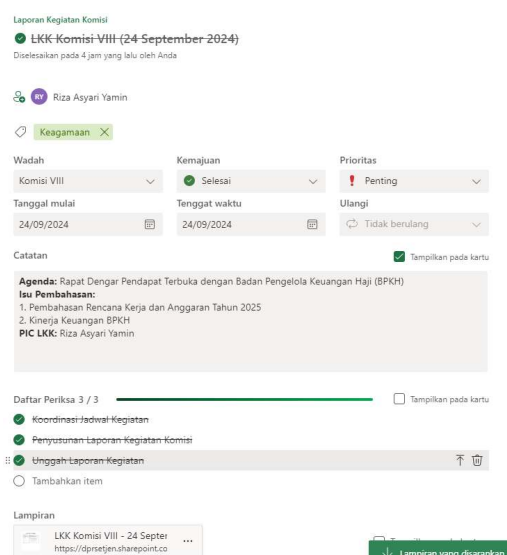 Laporan Kegiatan Komisi
LKK Komisi VIII (24 September 2024)
Diselesaikan pada 4 jam yang lalu oleh Anda
RY Riza Asyari Yamin
Keagamaan
Wadah Kemajuan Prioritas
Komisi VIII Selesai Penting
Tanggal mulai Tenggat waktu Ulangi
24/09/2024 24/09/2024 Tidak berulang
Catatan Tampilkan pada kartu
Agenda: Rapat Dengar Pendapat Terbuka dengan Badan Pengelola Keuangan Haji (BPKH)
Isu Pembahasan:
1. Pembahasan Rencana Kerja dan Anggaran Tahun 2025
2. Kinerja Keuangan BPKH
PIC LKK: Riza Asyari Yamin
Daftar Periksa 3 / 3 Tampilkan pada kartu
Koordinasi Jadwal Kegiatan
Penyusunan Laporan Kegiatan Komisi
Unggah Laporan Kegiatan
Tambahkan item
Lampiran
LKK Komisi VIII - 24 Septer ...
https://dprsetjen.sharepoint.co
Lampiran yang disarankan